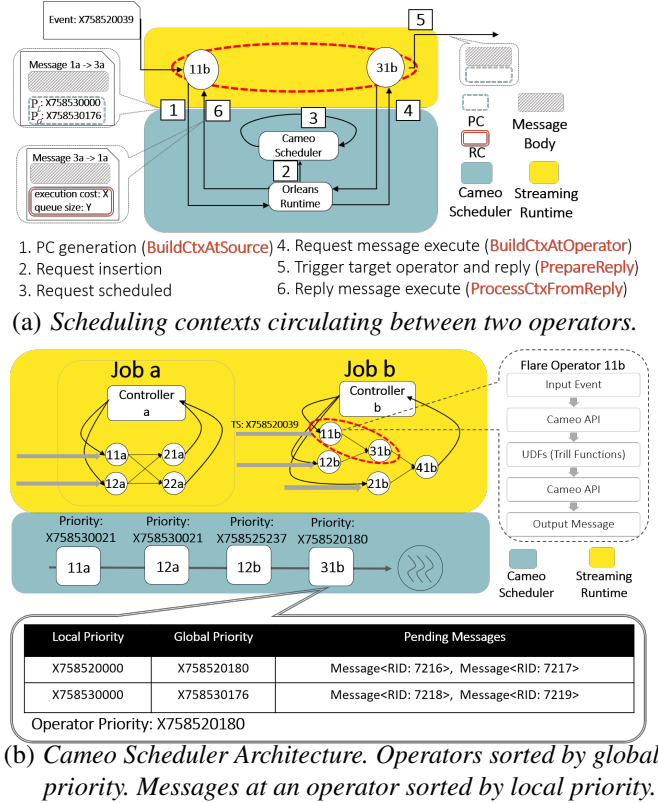 Event: X758520039
5
Message 1a -> 3a
11b
31b
P_l: X758530000
P_g: X758530176
1
6
3
4
PC
Message
Body
RC
Cameo
Scheduler
2
Orleans
Runtime
Message 3a -> 1a
execution cost: X
queue size: Y
Cameo
Scheduler
Streaming
Runtime
1. PC generation (BuildCtxAtSource)
2. Request insertion
3. Request scheduled
4. Request message execute (BuildCtxAtOperator)
5. Trigger target operator and reply (PrepareReply)
6. Reply message execute (ProcessCtxFromReply)
(a) Scheduling contexts circulating between two operators.
Job a
Controller
a
11a
21a
12a
22a
Job b
Controller
b
TS: X758520039
11b
31b
12b
41b
21b
Flare Operator 11b
Input Event
Cameo API
UDFs (Trill Functions)
Cameo API
Output Message
Priority:
X758530021
11a
Priority:
X758530021
12a
Priority:
X758525237
12b
Priority:
X758520180
31b
Cameo
Scheduler
Streaming
Runtime
Local Priority Global Priority Pending Messages
X758520000 X758520180 Message<RID: 7216>, Message<RID: 7217>
X758530000 X758530176 Message<RID: 7218>, Message<RID: 7219>
Operator Priority: X758520180
(b) Cameo Scheduler Architecture. Operators sorted by global
priority. Messages at an operator sorted by local priority.